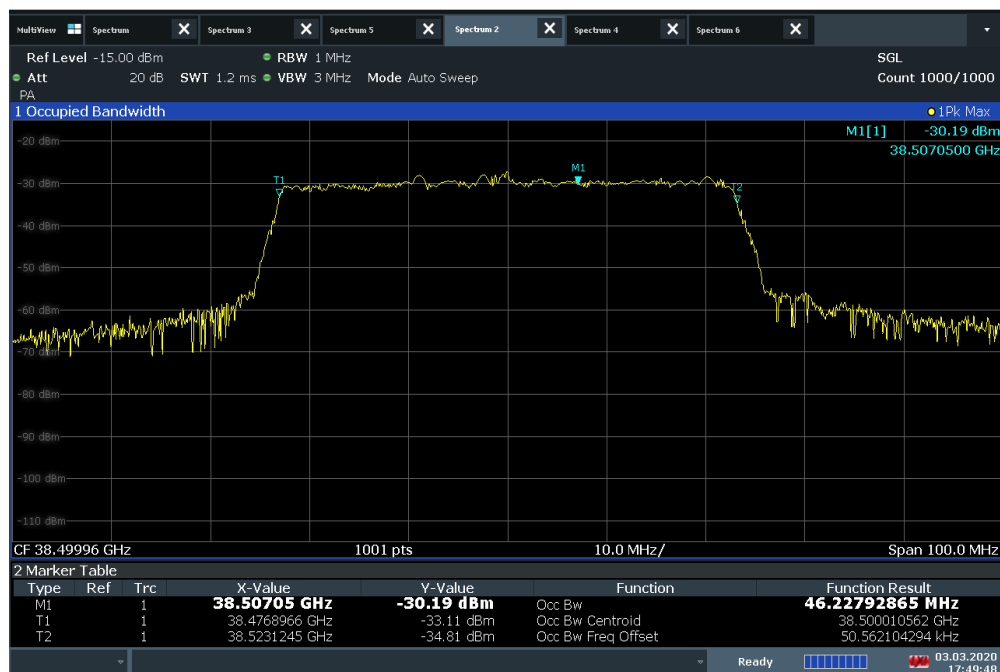 MultiView Spectrum X Spectrum 3 X Spectrum 5 X Spectrum 2 X Spectrum 4 X Spectrum 6 X
Ref Level -15.00 dBm RBW 1 MHz SGL
Att 20 dB SWT 1.2 ms VBW 3 MHz Mode Auto Sweep Count 1000/1000
PA
1 Occupied Bandwidth 1Pk Max
M1[1] -30.19 dBm
-20 dBm
38.5070500 GHz
M1
T1
-30 dBm
T2
-40 dBm
-50 dBm
-60 dBm
-70 dBm
-80 dBm
-90 dBm
-100 dBm
-110 dBm
CF 38.49996 GHz 1001 pts 10.0 MHz/ Span 100.0 MHz
2 Marker Table
Type Ref Trc X-Value Y-Value Function Function Result
M1 1 38.50705 GHz -30.19 dBm Occ Bw 46.22792865 MHz
T1 1 38.4768966 GHz -33.11 dBm Occ Bw Centroid 38.500010562 GHz
T2 1 38.5231245 GHz -34.81 dBm Occ Bw Freq Offset 50.562104294 kHz
Ready 03.03.2020
17:49:48